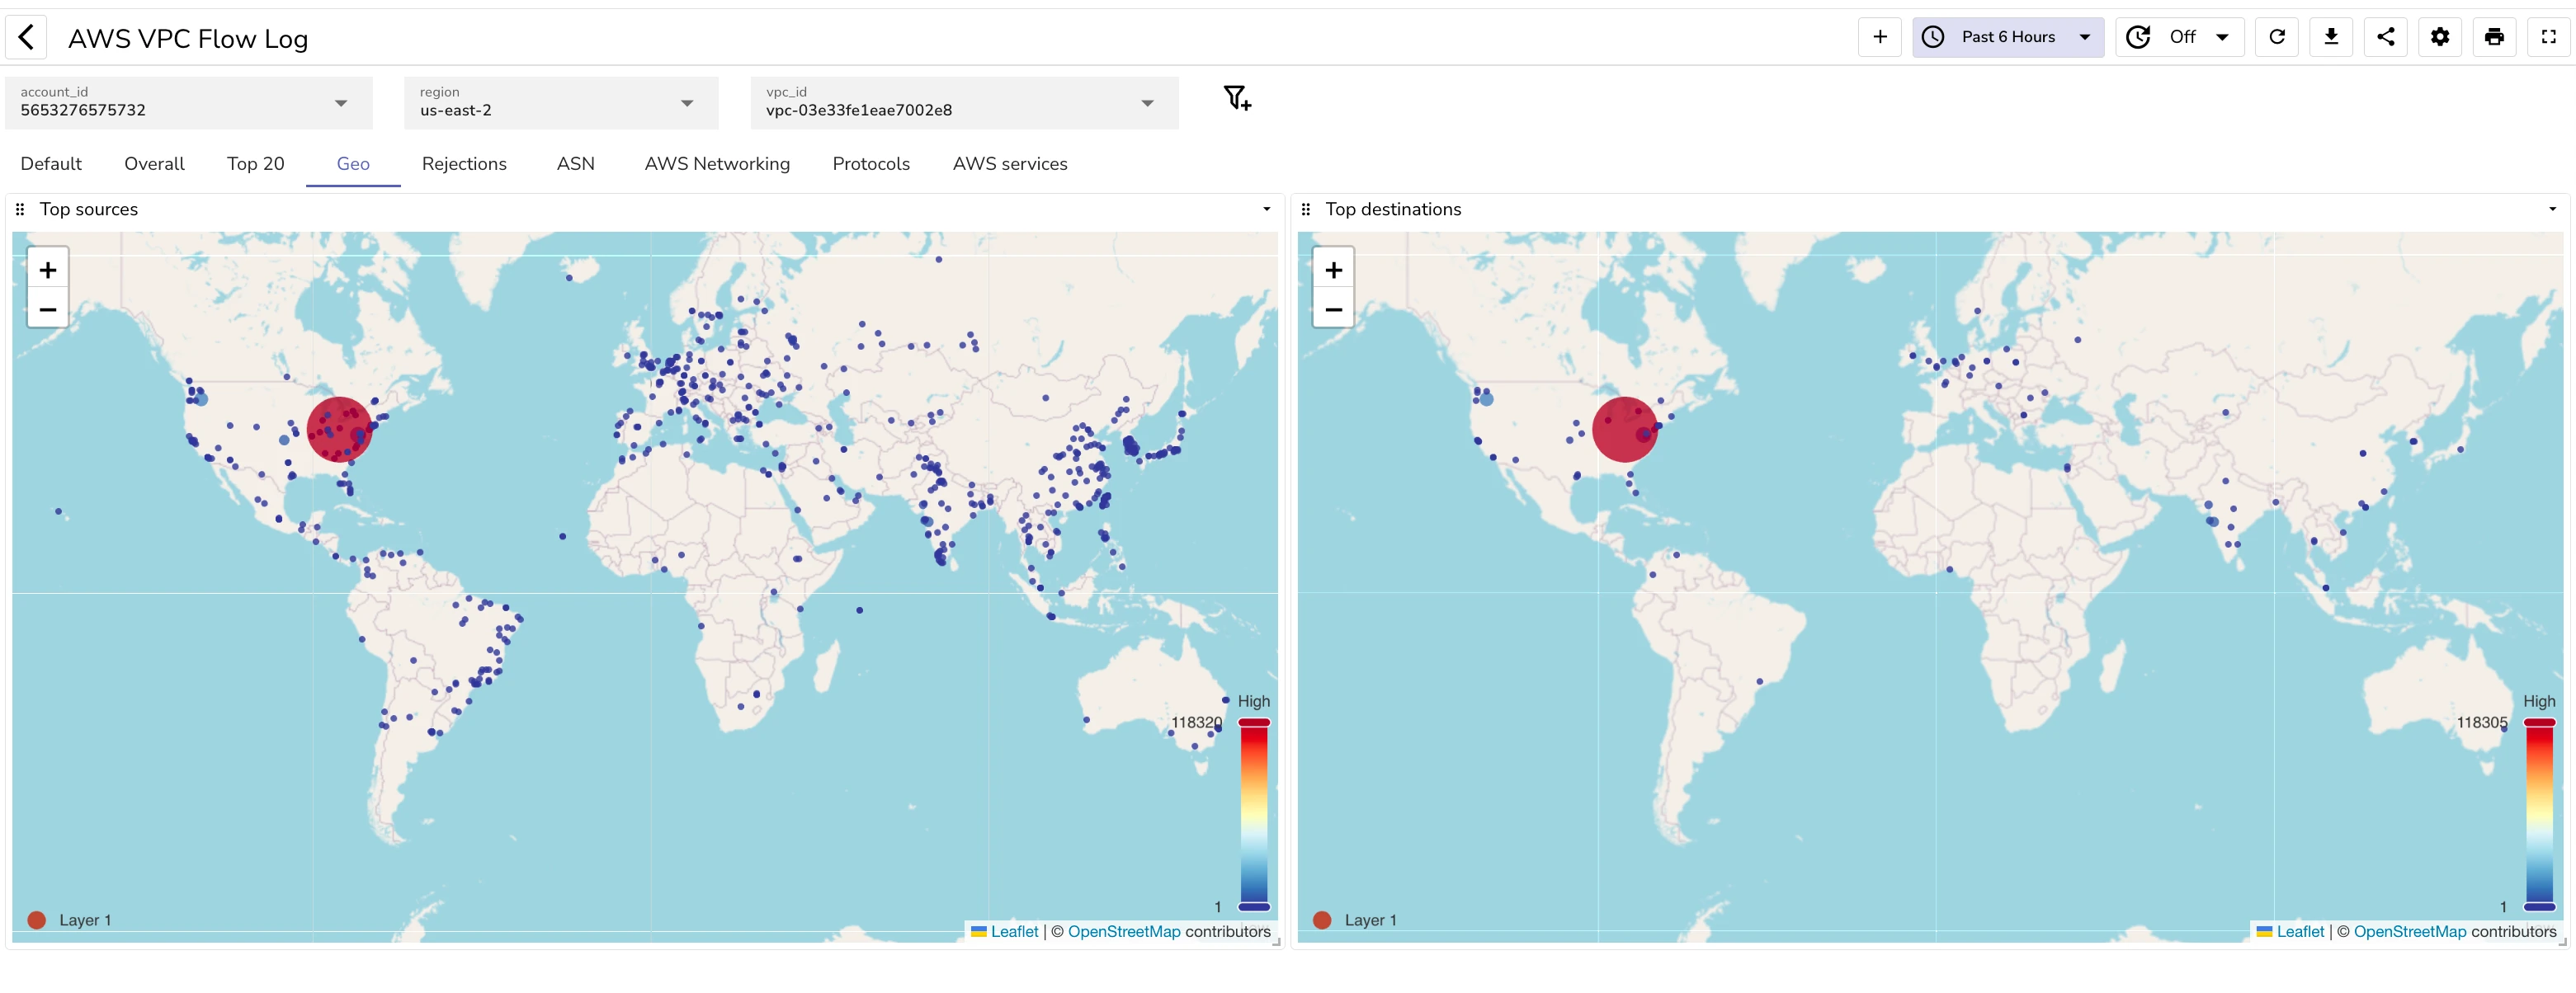 AWS VPC Flow Log
Past 6 Hours
Off
account_id
5653276575732
region
us-east-2
vpc_id
vpc-03e33fe1eae7002e8
Default Overall Top 20 Geo Rejections ASN AWS Networking Protocols AWS services
Top sources
+
−
High
118320
1
Layer 1
Leaflet | © OpenStreetMap contributors
Top destinations
+
−
High
118305
1
Layer 1
Leaflet | © OpenStreetMap contributors